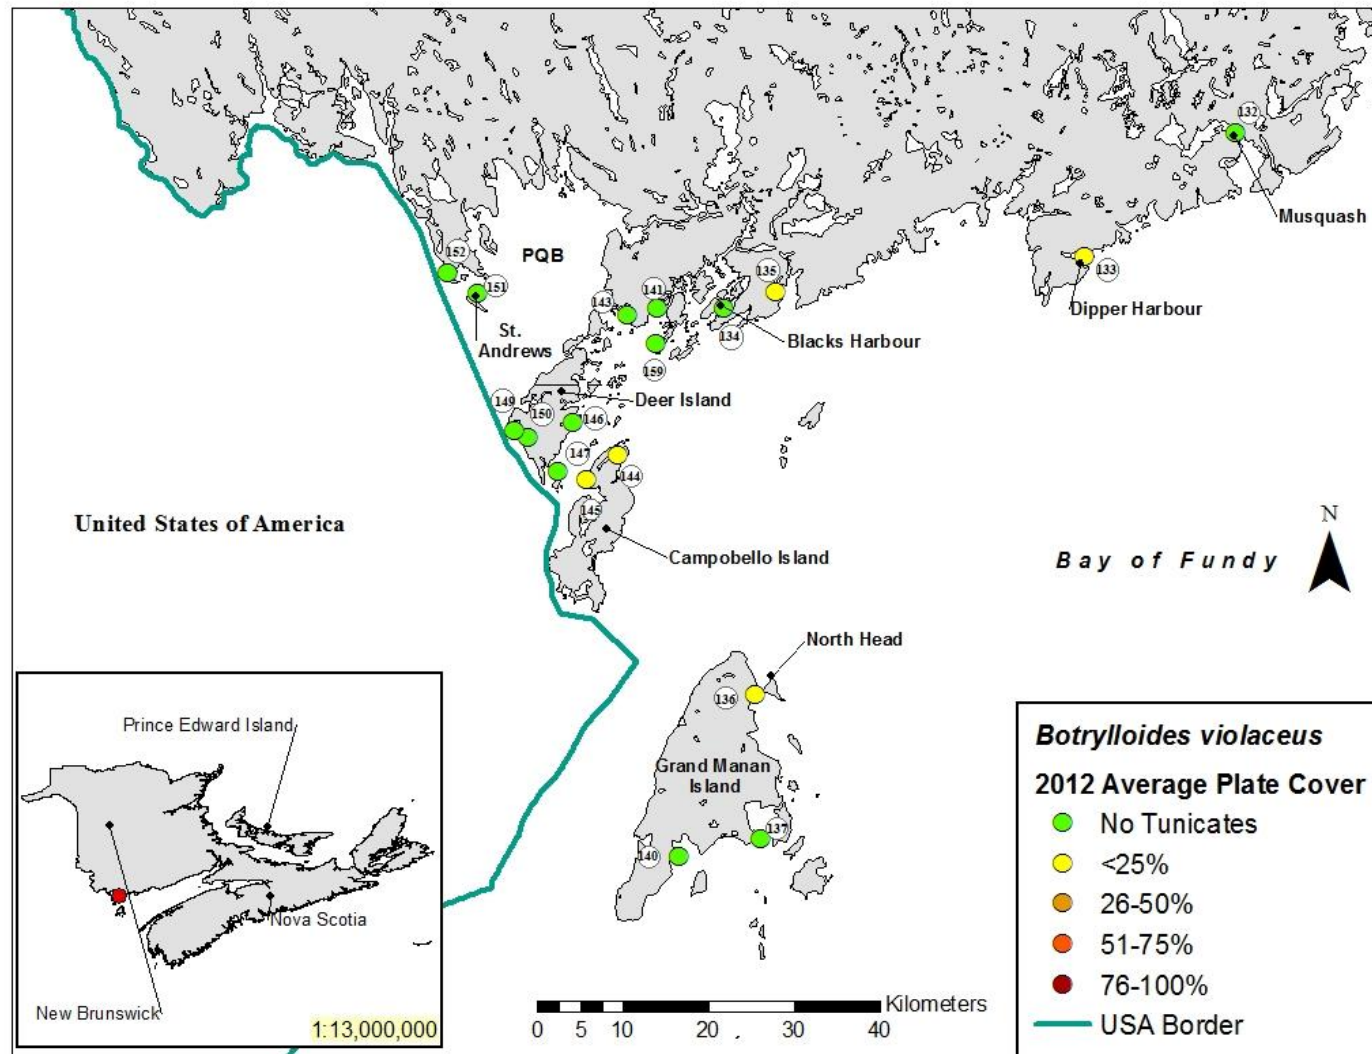 132
Musquash
152
PQB
135
133
151
143
141
Dipper Harbour
St.
Andrews
134
Blacks Harbour
159
149
Deer Island
150
146
147
144
United States of America
145
N
Campobello Island
Bay of Fundy
North Head
136
Grand Manan
Island
137
140
Prince Edward Island
Nova Scotia
New Brunswick
1:13,000,000
Kilometers
0 5 10 20 30 40
Botrylloides violaceus
2012 Average Plate Cover
No Tunicates
<25%
26-50%
51-75%
76-100%
USA Border